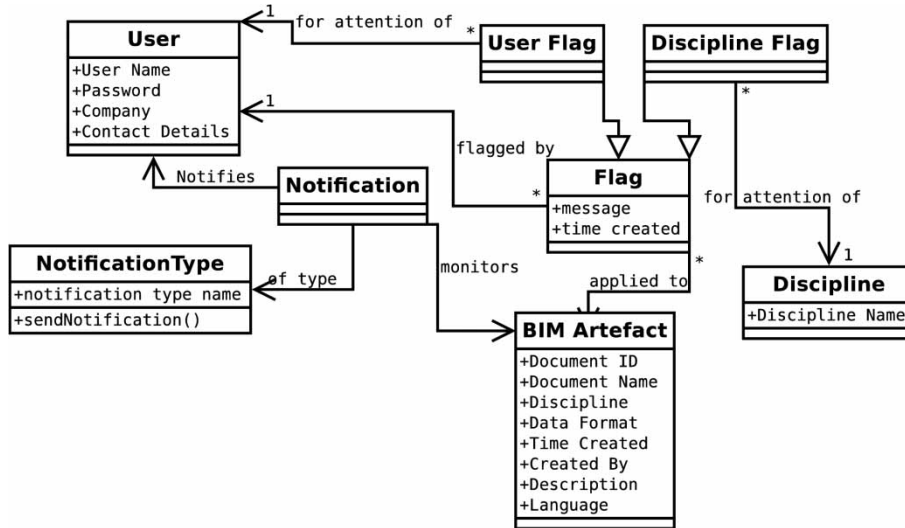 1
for attention of
*
User
+User Name
+Password
+Company
+Contact Details
User Flag
Discipline Flag
*
1
flagged by
*
Flag
+message
+time created
for attention of
Notifies
Notification
NotificationType
+notification type name
+sendNotification()
of type
monitors
*
applied to
1
Discipline
+Discipline Name
BIM Artefact
+Document ID
+Document Name
+Discipline
+Data Format
+Time Created
+Created By
+Description
+Language